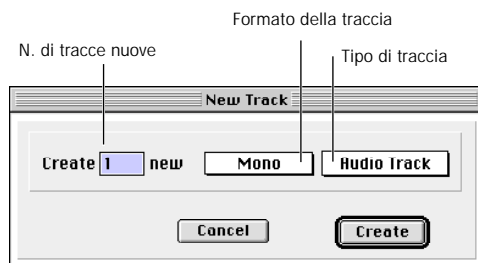 Formato della traccia
N. di tracce nuove
Tipo di traccia
New Track
Create 1 new Mono Audio Track
Cancel Create